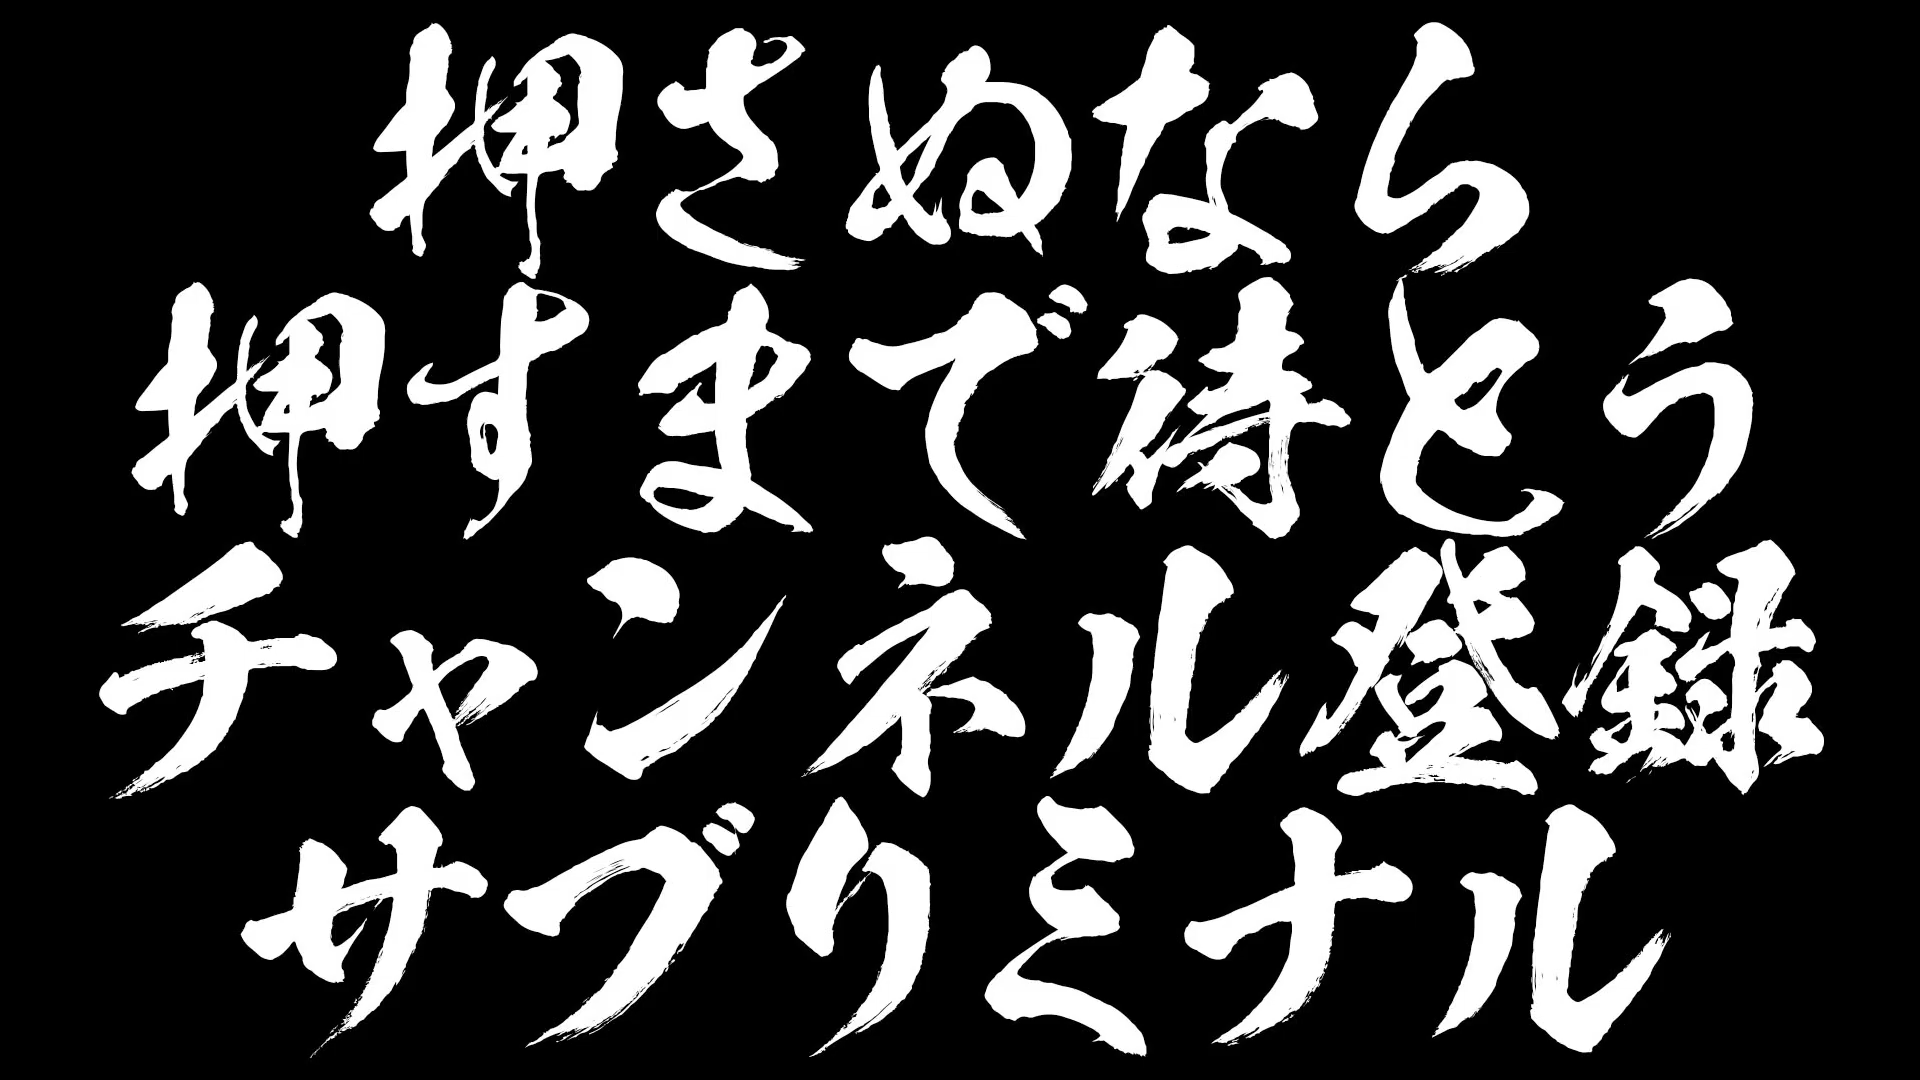 押さぬなら
押すまで待とう
チャンネル登録
サブリミナル